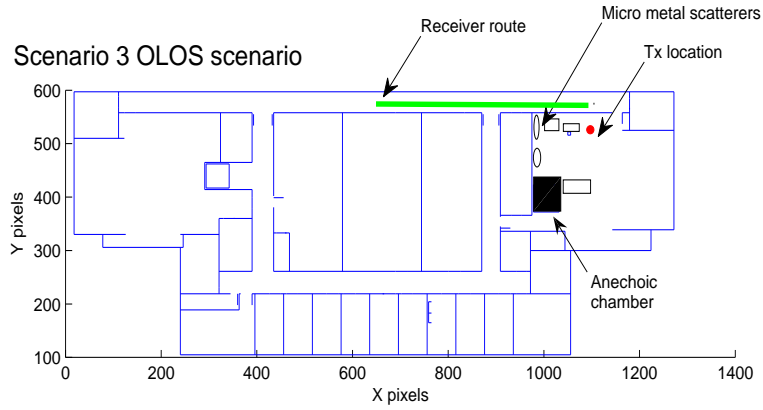 Micro metal scatterers
Receiver route
Tx location
Scenario 3 OLOS scenario
600
500
400
300
200
100
Y pixels
Anechoic
chamber
0
200
400
600
800
1000
1200
1400
X pixels